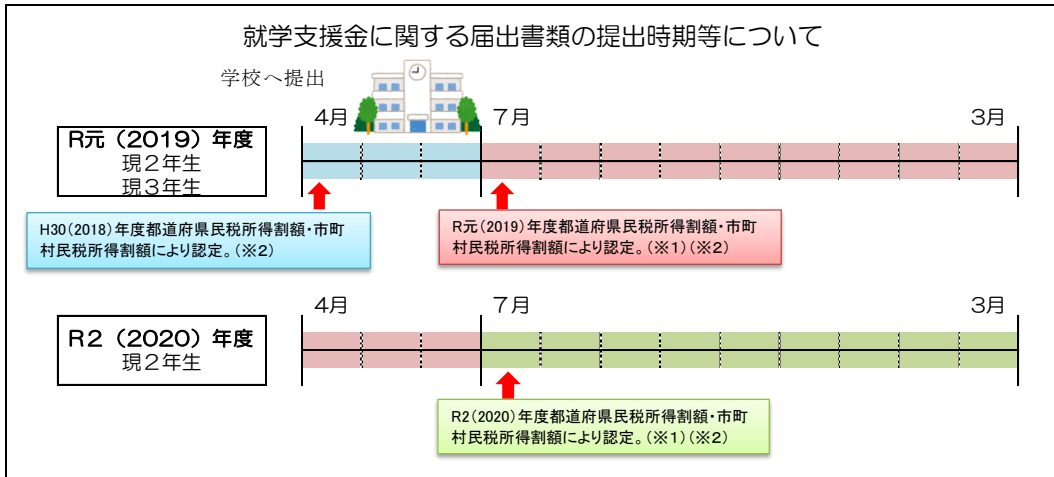 就学支援金に関する届出書類の提出時期等について
学校へ提出
4月
7月
3月
R元（2019）年度
現2年生
現3年生
H30(2018)年度都道府県民税所得割額・市町
村民税所得割額により認定。(※2)
R元(2019)年度都道府県民税所得割額・市町
村民税所得割額により認定。(※1)(※2)
4月
7月
3月
R2（2020）年度
現2年生
R2(2020)年度都道府県民税所得割額・市町
村民税所得割額により認定。(※1)(※2)